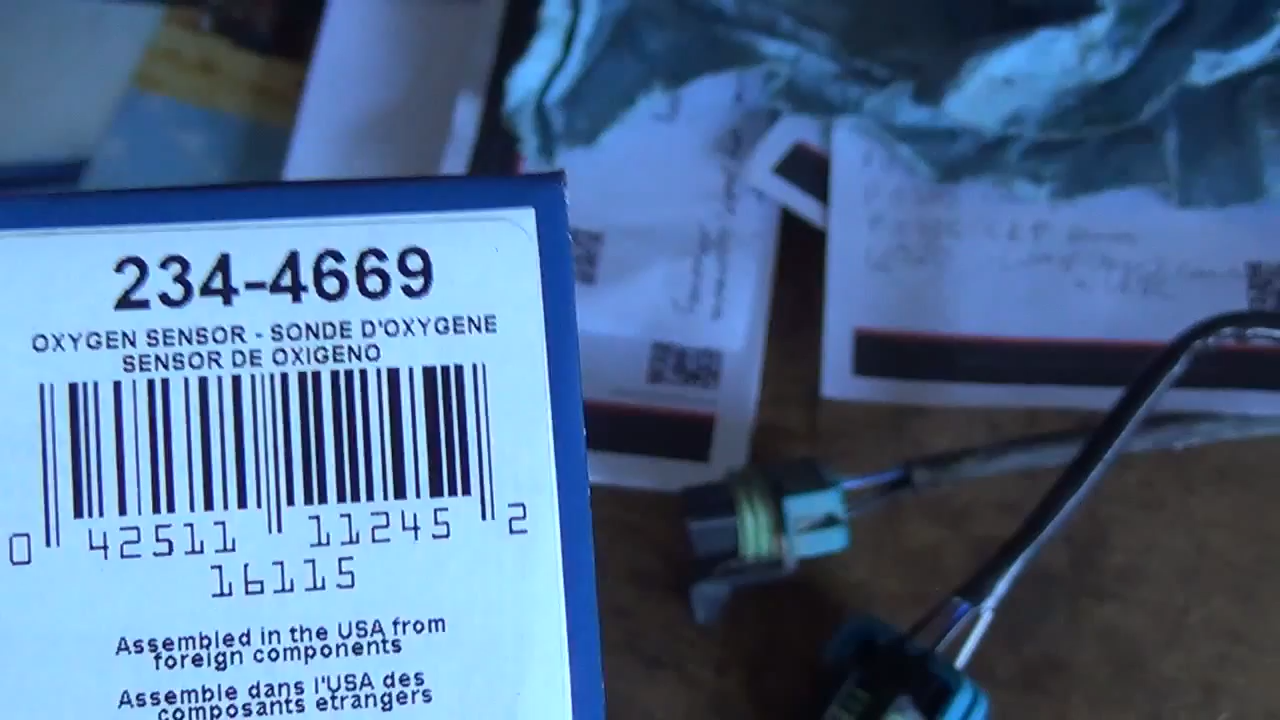 234-4669
OXYGEN SENSOR - SONDE D'OXYGENE
SENSOR DE OXIGENO
0 42511 11245 2
16115
Assembled in the USA from
foreign components
Assemble dans l'USA des
composants etrangers